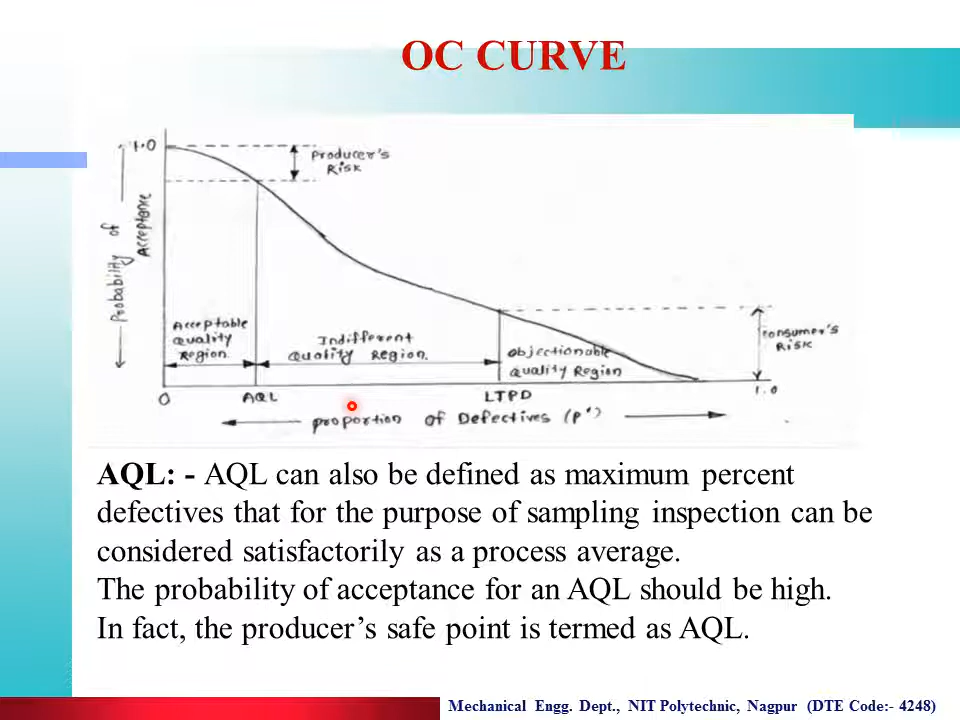 OC CURVE
1.0
Producer's
Risk
Probability of
Acceptance
Acceptable
Quality
Region
Indifferent
Quality Region.
Objectionable
Quality Region
Consumer's
Risk
0
AQL
LTPD
1.0
Proportion of Defectives (p')
AQL: - AQL can also be defined as maximum percent
defectives that for the purpose of sampling inspection can be
considered satisfactorily as a process average.
The probability of acceptance for an AQL should be high.
In fact, the producer’s safe point is termed as AQL.
Mechanical Engg. Dept., NIT Polytechnic, Nagpur (DTE Code:- 4248)